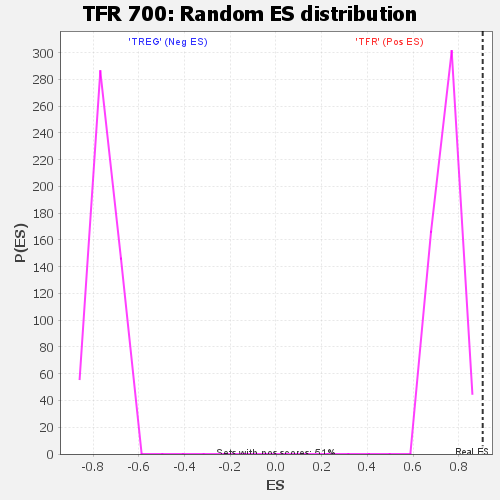 TFR 700: Random ES distribution
'TREG' (Neg ES) 'TFR' (Pos ES)
300
280
260
240
220
200
180
160
140
120
100
80
60
40
20
0
P(ES)
Sets with pos scores: 51%
Real ES
-0.8 -0.6 -0.4 -0.2 0.0 0.2 0.4 0.6 0.8
ES